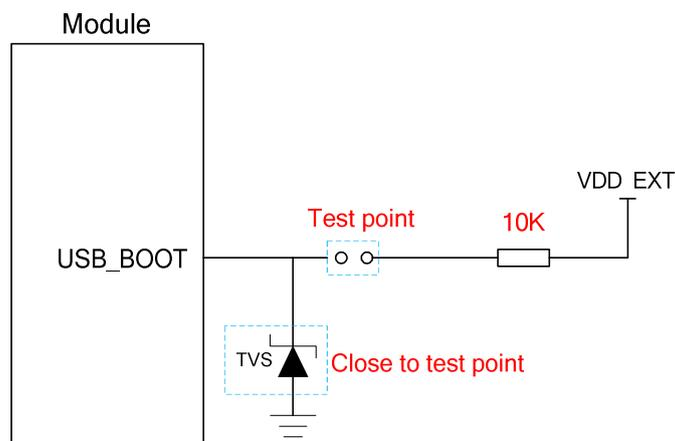 Module
VDD_EXT
Test point
10K
USB_BOOT
TVS
Close to test point